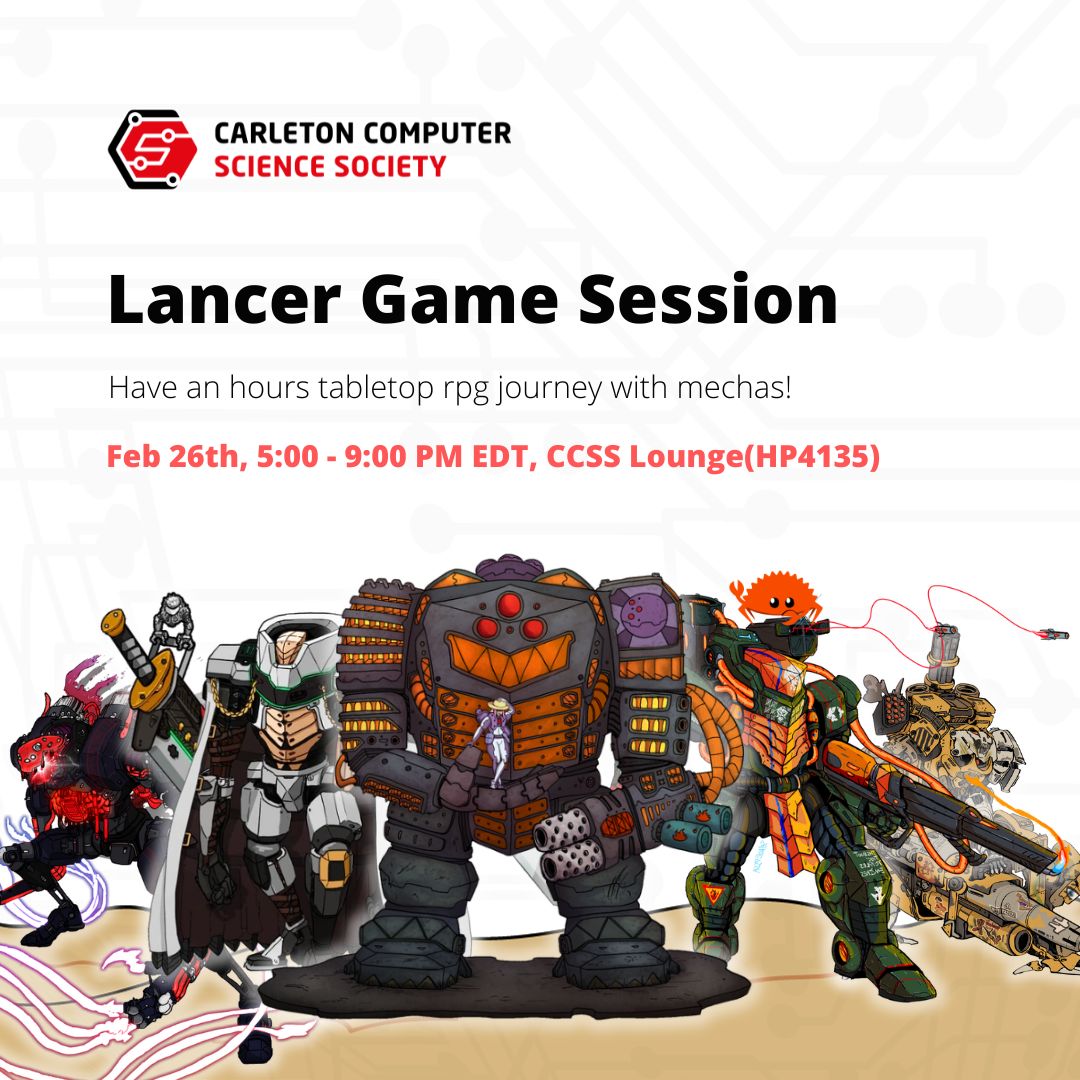 CARLETON COMPUTER
SCIENCE SOCIETY
Lancer Game Session
Have an hours tabletop rpg journey with mechas!
Feb 26th, 5:00 - 9:00 PM EDT, CCSS Lounge(HP4135)